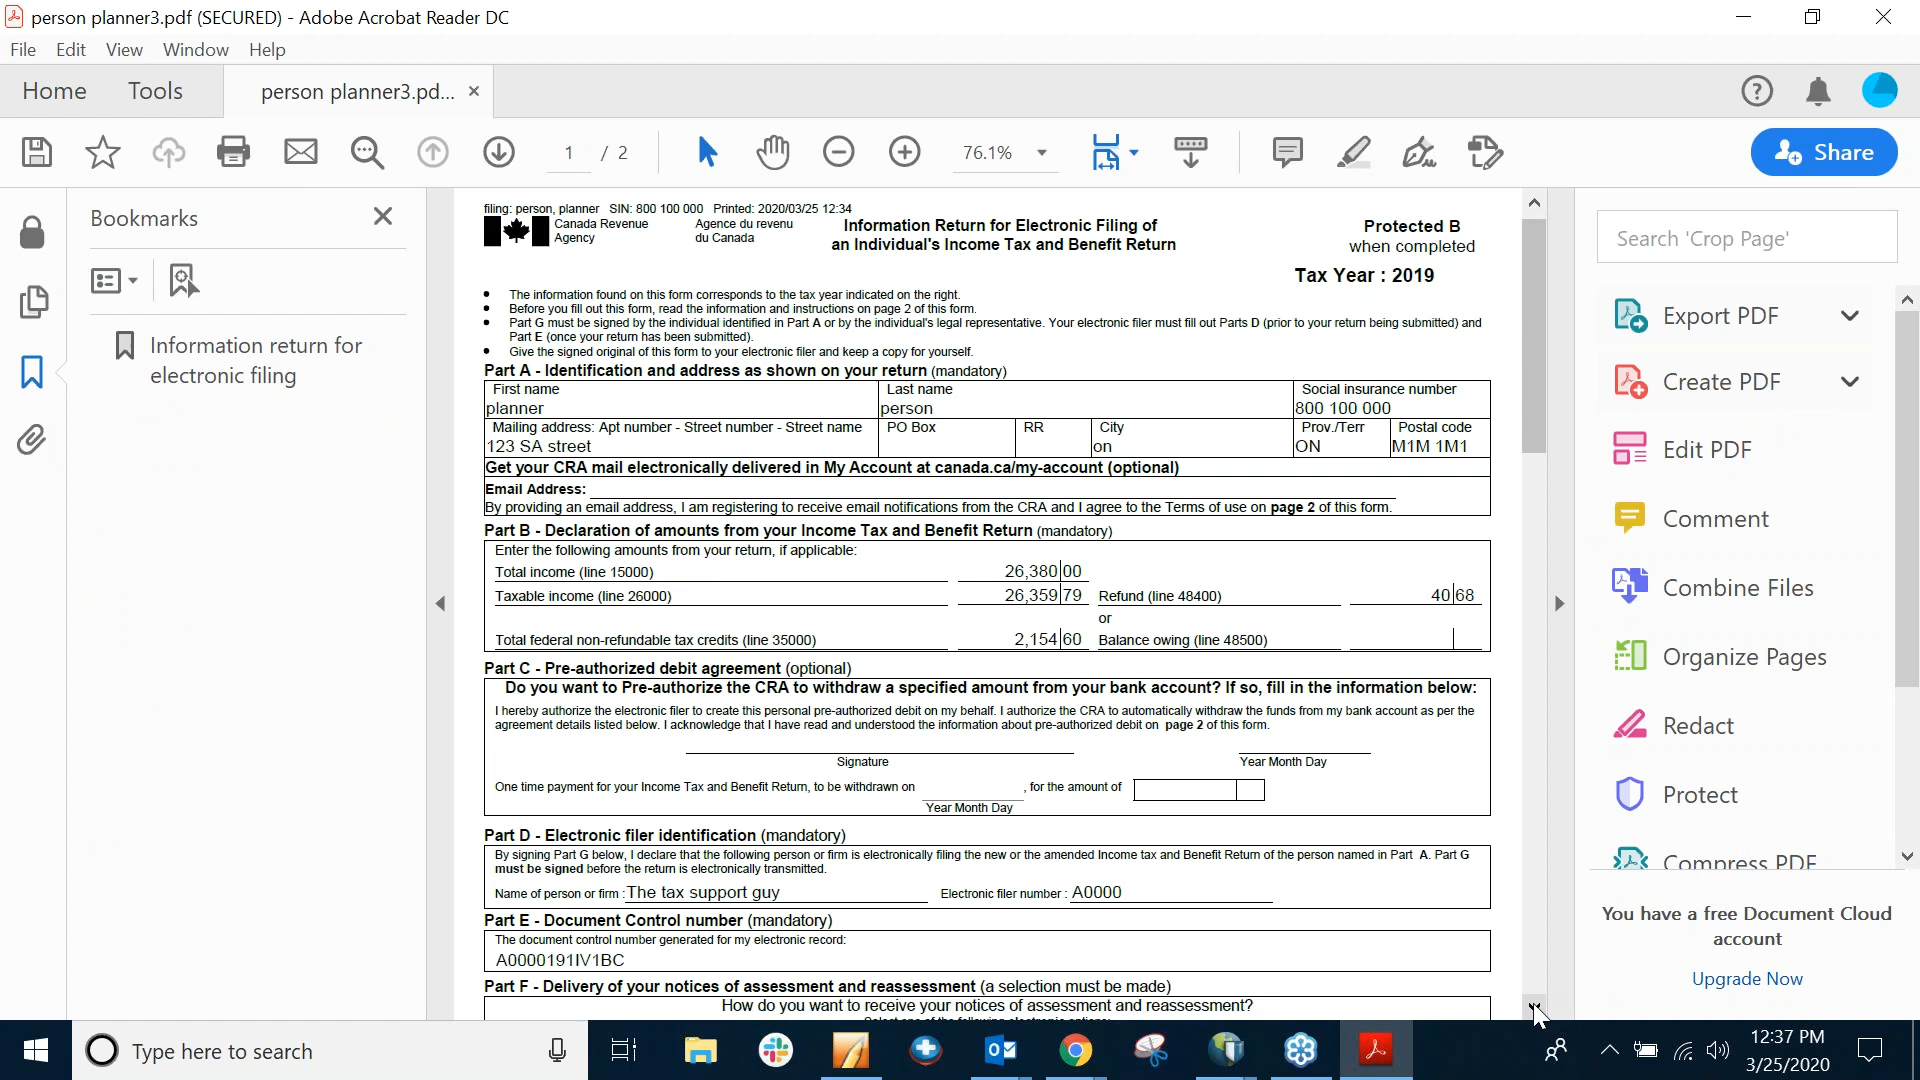 person planner3.pdf (SECURED) - Adobe Acrobat Reader DC
File Edit View Window Help
Home Tools person planner3.pd... ×
1 / 2 76.1% Share
Bookmarks
Information return for
electronic filing
filing: person, planner SIN: 800 100 000 Printed: 2020/03/25 12:34
Canada Revenue Agence du revenu
Agency du Canada
Information Return for Electronic Filing of
an Individual's Income Tax and Benefit Return
Protected B
when completed
Tax Year : 2019
• The information found on this form corresponds to the tax year indicated on the right.
• Before you fill out this form, read the information and instructions on page 2 of this form.
• Part G must be signed by the individual identified in Part A or by the individual's legal representative. Your electronic filer must fill out Parts D (prior to your return being submitted) and
Part E (once your return has been submitted).
• Give the signed original of this form to your electronic filer and keep a copy for yourself.
Part A - Identification and address as shown on your return (mandatory)
First name Last name Social insurance number
planner person 800 100 000
Mailing address: Apt number - Street number - Street name PO Box RR City Prov./Terr Postal code
123 SA street on ON M1M 1M1
Get your CRA mail electronically delivered in My Account at canada.ca/my-account (optional)
Email Address:
By providing an email address, I am registering to receive email notifications from the CRA and I agree to the Terms of use on page 2 of this form.
Part B - Declaration of amounts from your Income Tax and Benefit Return (mandatory)
Enter the following amounts from your return, if applicable:
Total income (line 15000) 26,380 00
Taxable income (line 26000) 26,359 79 Refund (line 48400) 40 68
or
Total federal non-refundable tax credits (line 35000) 2,154 60 Balance owing (line 48500)
Part C - Pre-authorized debit agreement (optional)
Do you want to Pre-authorize the CRA to withdraw a specified amount from your bank account? If so, fill in the information below:
I hereby authorize the electronic filer to create this personal pre-authorized debit on my behalf. I authorize the CRA to automatically withdraw the funds from my bank account as per the
agreement details listed below. I acknowledge that I have read and understood the information about pre-authorized debit on page 2 of this form.
Signature Year Month Day
One time payment for your Income Tax and Benefit Return, to be withdrawn on , for the amount of
Year Month Day
Part D - Electronic filer identification (mandatory)
By signing Part G below, I declare that the following person or firm is electronically filing the new or the amended Income tax and Benefit Return of the person named in Part A. Part G
must be signed before the return is electronically transmitted.
Name of person or firm : The tax support guy Electronic filer number : A0000
Part E - Document Control number (mandatory)
The document control number generated for my electronic record:
A0000191IV1BC
Part F - Delivery of your notices of assessment and reassessment (a selection must be made)
How do you want to receive your notices of assessment and reassessment?
Search 'Crop Page'
Export PDF
Create PDF
Edit PDF
Comment
Combine Files
Organize Pages
Redact
Protect
Compress PDF
You have a free Document Cloud
account
Upgrade Now
Type here to search
12:37 PM
3/25/2020